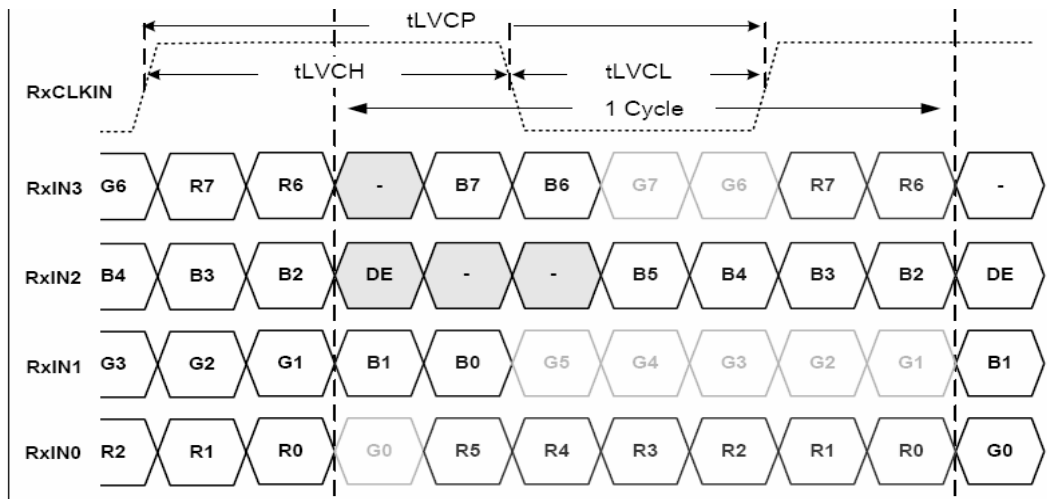 tLVCP
tLVCH tLVCL
RxCLKIN 1 Cycle
RxIN3 G6 R7 R6 - B7 B6 G7 G6 R7 R6 -
RxIN2 B4 B3 B2 DE - - B5 B4 B3 B2 DE
RxIN1 G3 G2 G1 B1 B0 G5 G4 G3 G2 G1 B1
RxIN0 R2 R1 R0 G0 R5 R4 R3 R2 R1 R0 G0